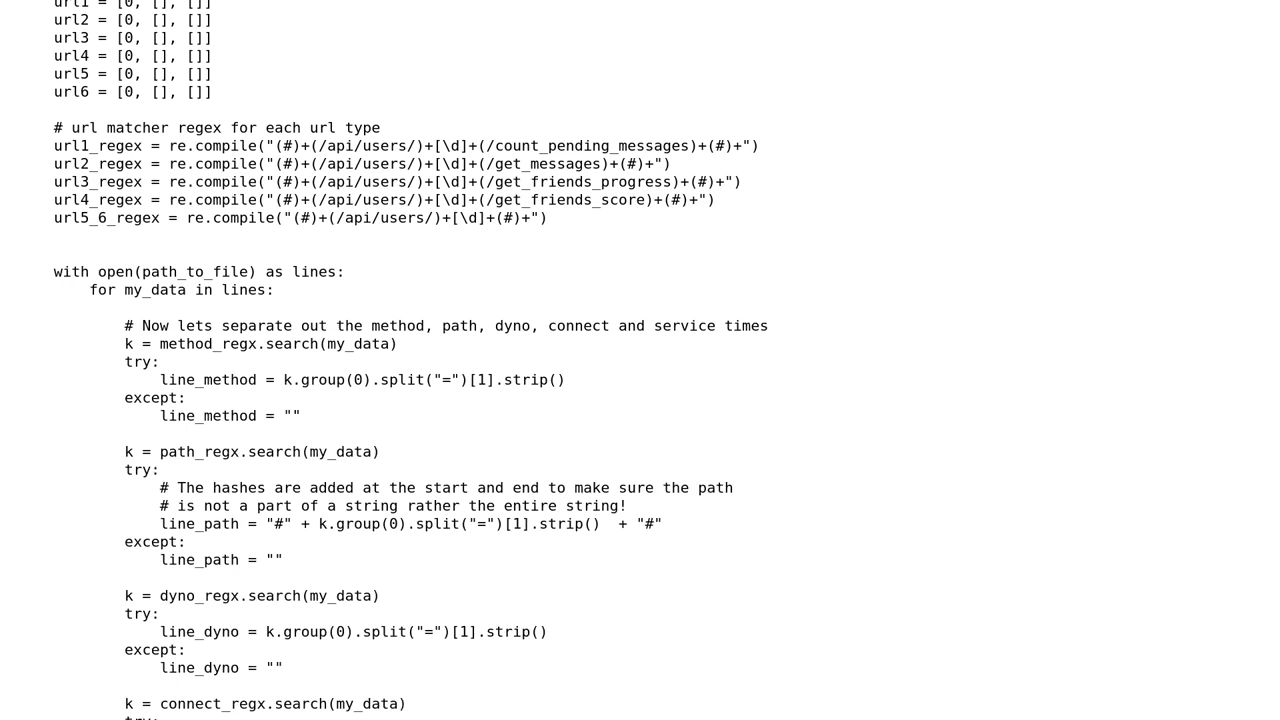 url1 = [0, [], []]
url2 = [0, [], []]
url3 = [0, [], []]
url4 = [0, [], []]
url5 = [0, [], []]
url6 = [0, [], []]
# url matcher regex for each url type
url1_regex = re.compile("(#)+(/api/users/)+[\d]+(/count_pending_messages)+(#)+")
url2_regex = re.compile("(#)+(/api/users/)+[\d]+(/get_messages)+(#)+")
url3_regex = re.compile("(#)+(/api/users/)+[\d]+(/get_friends_progress)+(#)+")
url4_regex = re.compile("(#)+(/api/users/)+[\d]+(/get_friends_score)+(#)+")
url5_6_regex = re.compile("(#)+(/api/users/)+[\d]+(#)+")
with open(path_to_file) as lines:
    for my_data in lines:
        # Now lets separate out the method, path, dyno, connect and service times
        k = method_regx.search(my_data)
        try:
            line_method = k.group(0).split("=")[1].strip()
        except:
            line_method = ""
        k = path_regx.search(my_data)
        try:
            # The hashes are added at the start and end to make sure the path
            # is not a part of a string rather the entire string!
            line_path = "#" + k.group(0).split("=")[1].strip()  + "#"
        except:
            line_path = ""
        k = dyno_regx.search(my_data)
        try:
            line_dyno = k.group(0).split("=")[1].strip()
        except:
            line_dyno = ""
        k = connect_regx.search(my_data)
        try: